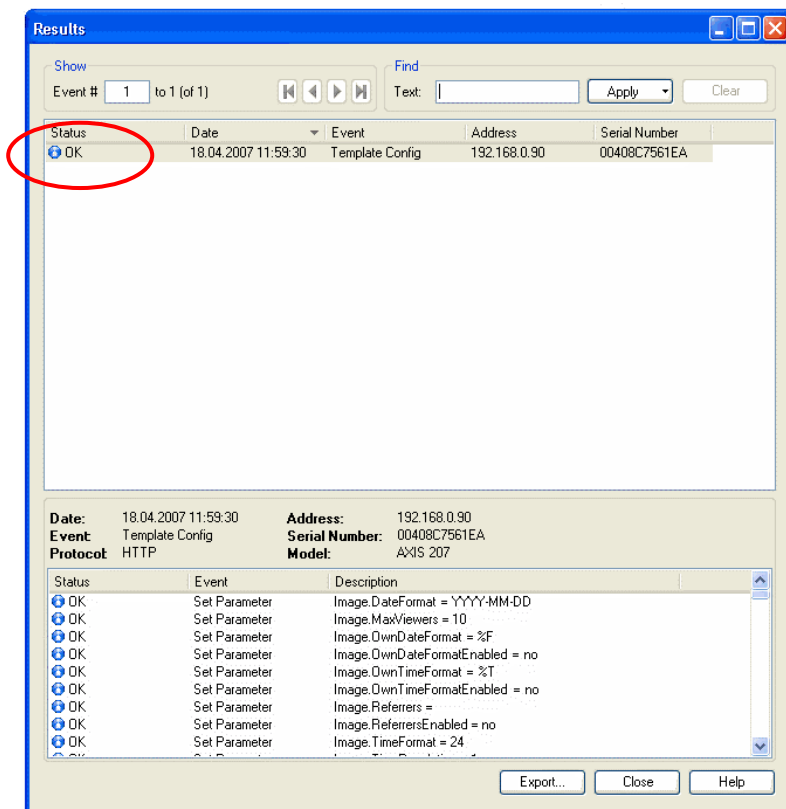 Results
Show
Find
Event # 1 to 1 (of 1)
Text: Apply Clear
Status Date Event Address Serial Number
OK 18.04.2007 11:59:30 Template Config 192.168.0.90 00408C7561EA
Date: 18.04.2007 11:59:30 Address: 192.168.0.90
Event: Template Config Serial Number: 00408C7561EA
Protocol: HTTP Model: AXIS 207
Status Event Description
OK Set Parameter Image.DateFormat = YYYY-MM-DD
OK Set Parameter Image.MaxViewers = 10
OK Set Parameter Image.OwnDateFormat = %F
OK Set Parameter Image.OwnDateFormatEnabled = no
OK Set Parameter Image.OwnTimeFormat = %T
OK Set Parameter Image.OwnTimeFormatEnabled = no
OK Set Parameter Image.Referrers =
OK Set Parameter Image.ReferrersEnabled = no
OK Set Parameter Image.TimeFormat = 24
Export... Close Help